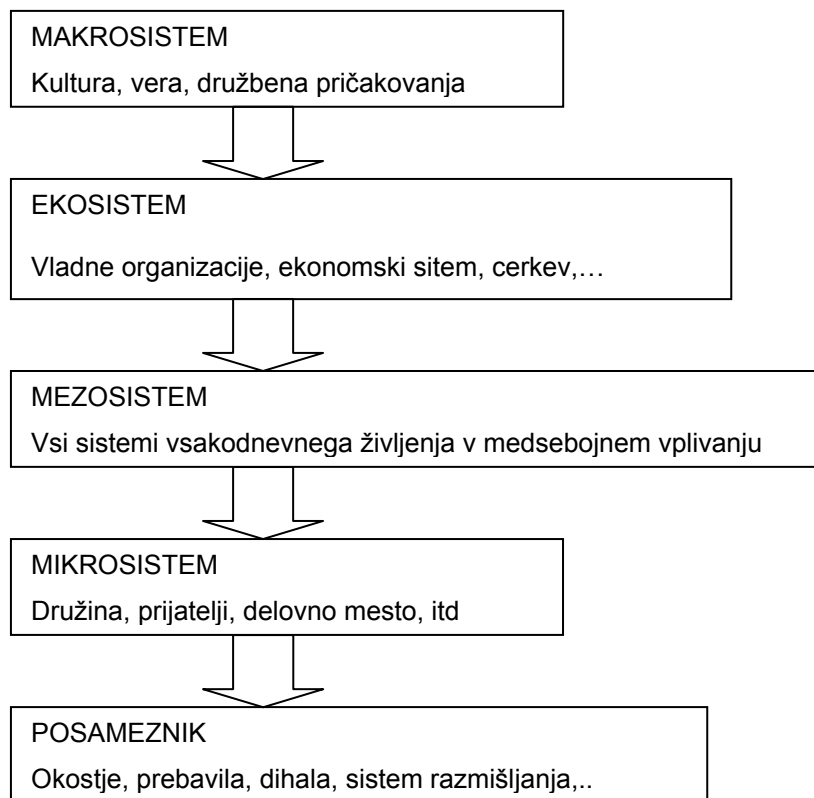 MAKROSISTEM
Kultura, vera, družbena pričakovanja
EKOSISTEM
Vladne organizacije, ekonomski sitem, cerkev,…
MEZOSISTEM
Vsi sistemi vsakodnevnega življenja v medsebojnem vplivanju
MIKROSISTEM
Družina, prijatelji, delovno mesto, itd
POSAMEZNIK
Okostje, prebavila, dihala, sistem razmišljanja,..